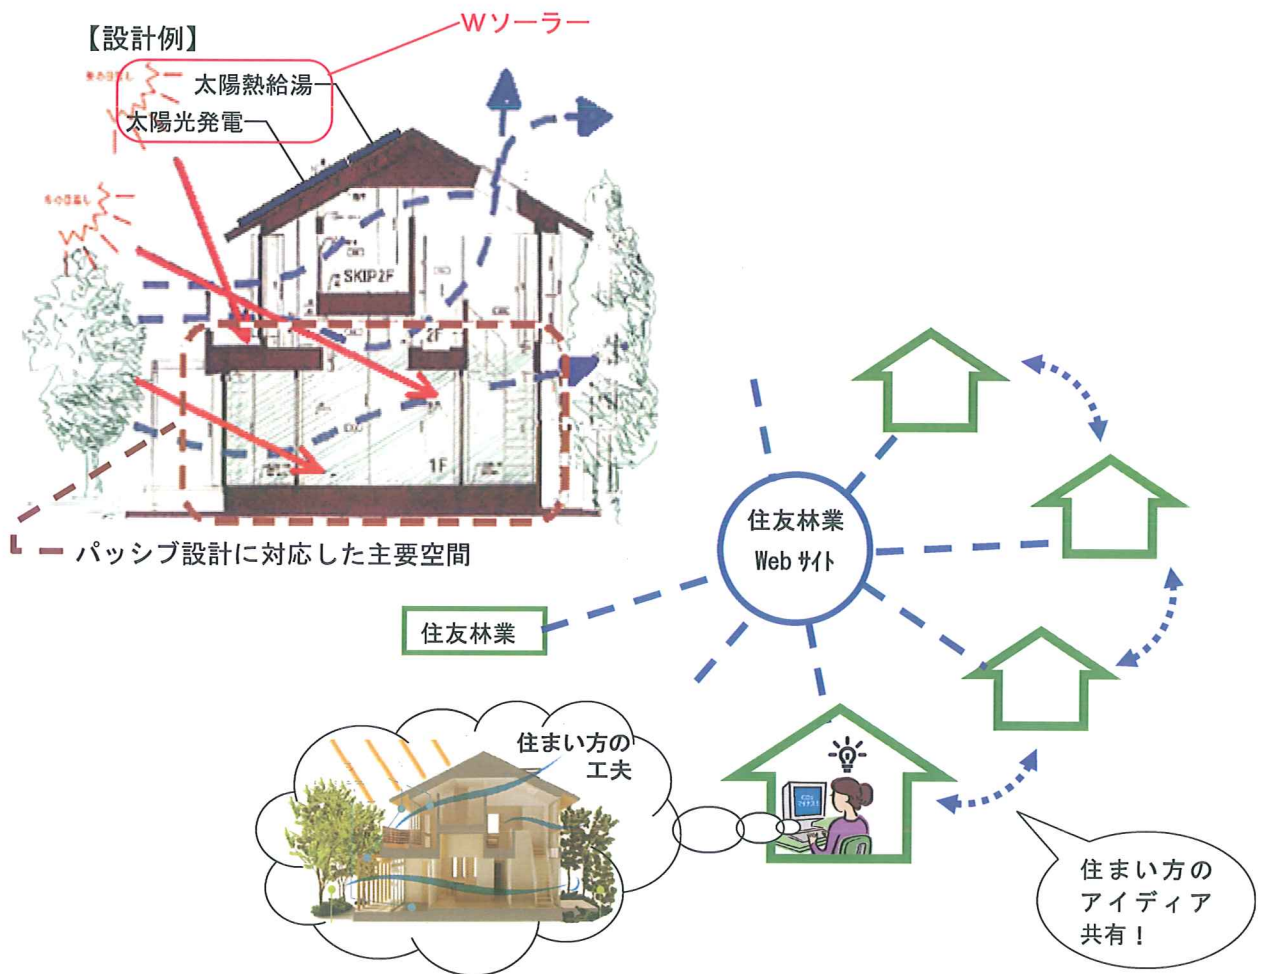 Wソーラー
【設計例】
太陽熱給湯
太陽光発電
SKIP2F
2F
1F
パッシブ設計に対応した主要空間
住友林業
Webサイト
住友林業
住まい方の
工夫
住まい方の
アイディア
共有！